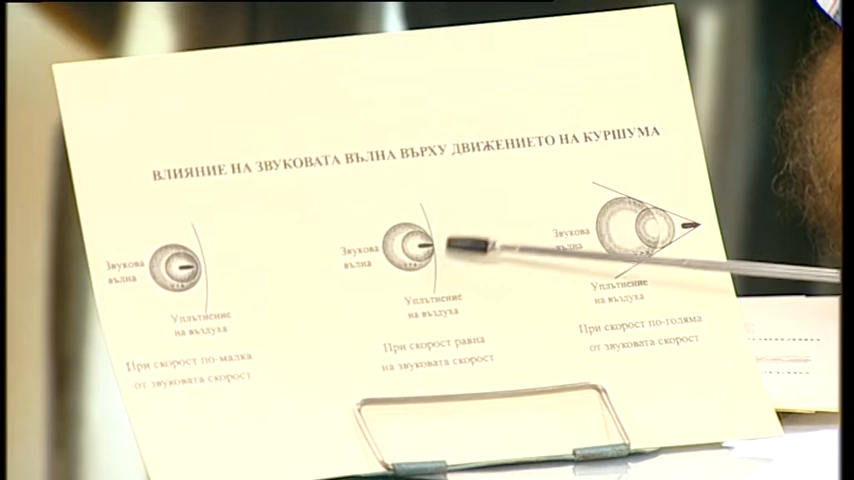 ВЛИЯНИЕ НА ЗВУКОВАТА ВЪЛНА ВЪРХУ ДВИЖЕНИЕТО НА КУРШУМА
Звукова
вълна
Уплътнение
на въздуха
При скорост по-малка
от звуковата скорост
Звукова
вълна
Уплътнение
на въздуха
При скорост равна
на звуковата скорост
Звукова
вълна
Уплътнение
на въздуха
При скорост по-голяма
от звуковата скорост